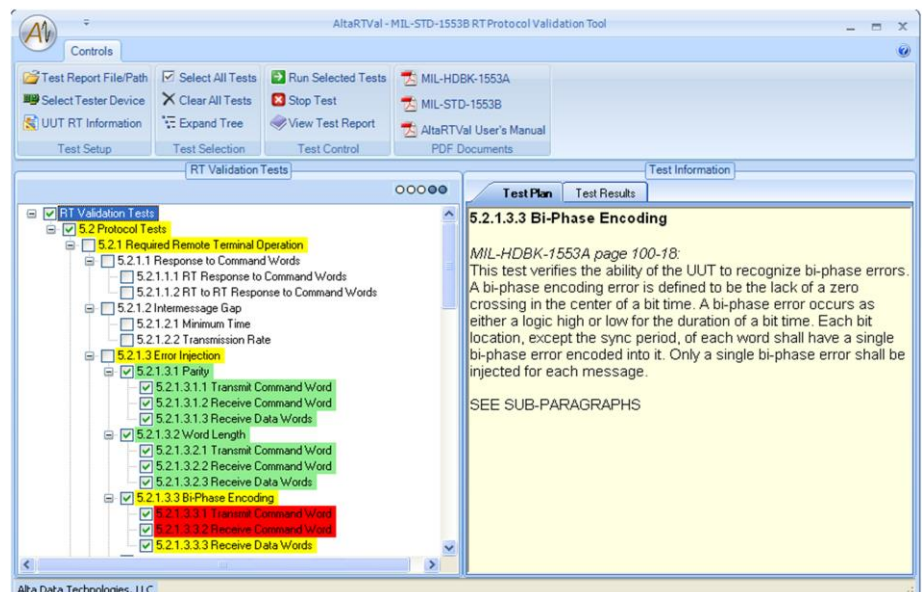 AltaRTVal - MIL-STD-1553B RT Protocol Validation Tool
Controls
Test Report File/Path
Select All Tests
Run Selected Tests
MIL-HDBK-1553A
Select Tester Device
Clear All Tests
Stop Test
MIL-STD-1553B
UUT RT Information
Expand Tree
View Test Report
AltaRTVal User's Manual
Test Setup
Test Selection
Test Control
PDF Documents
RT Validation Tests
RT Validation Tests
5.2 Protocol Tests
5.2.1 Required Remote Terminal Operation
5.2.1.1 Response to Command Words
5.2.1.1.1 RT Response to Command Words
5.2.1.1.2 RT to RT Response to Command Words
5.2.1.2 Intermessage Gap
5.2.1.2.1 Minimum Time
5.2.1.2.2 Transmission Rate
5.2.1.3 Error Injection
5.2.1.3.1 Parity
5.2.1.3.1.1 Transmit Command Word
5.2.1.3.1.2 Receive Command Word
5.2.1.3.1.3 Receive Data Words
5.2.1.3.2 Word Length
5.2.1.3.2.1 Transmit Command Word
5.2.1.3.2.2 Receive Command Word
5.2.1.3.2.3 Receive Data Words
5.2.1.3.3 Bi-Phase Encoding
5.2.1.3.3.1 Transmit Command Word
5.2.1.3.3.2 Receive Command Word
5.2.1.3.3.3 Receive Data Words
Test Information
Test Plan
Test Results
5.2.1.3.3 Bi-Phase Encoding
MIL-HDBK-1553A page 100-18:
This test verifies the ability of the UUT to recognize bi-phase errors.
A bi-phase encoding error is defined to be the lack of a zero
crossing in the center of a bit time. A bi-phase error occurs as
either a logic high or low for the duration of a bit time. Each bit
location, except the sync period, of each word shall have a single
bi-phase error encoded into it. Only a single bi-phase error shall be
injected for each message.
SEE SUB-PARAGRAPHS
Alta Data Technologies, LLC